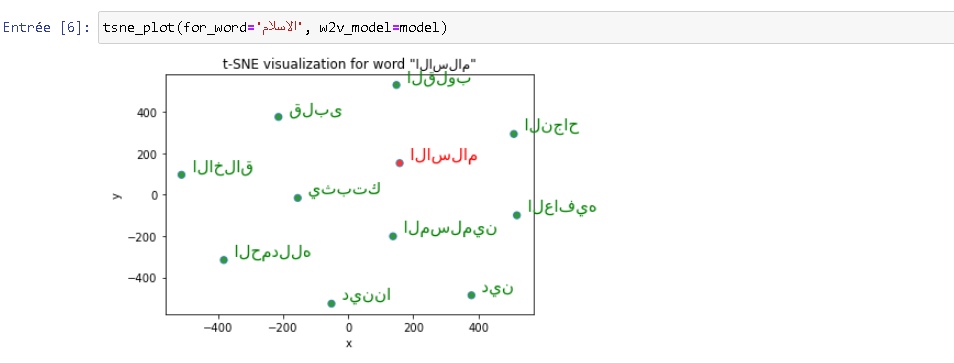 Entrée [6]: tsne_plot(for_word='الاسلام', w2v_model=model)
t-SNE visualization for word "الاسلام"
القلوب
400
قلبى
النجاح
200
الاسلام
الاخلاق
يثبتك
0
y
العافيه
−200
المسلمين
الحمدلله
−400
دين
ديننا
−400 −200 0 200 400
x